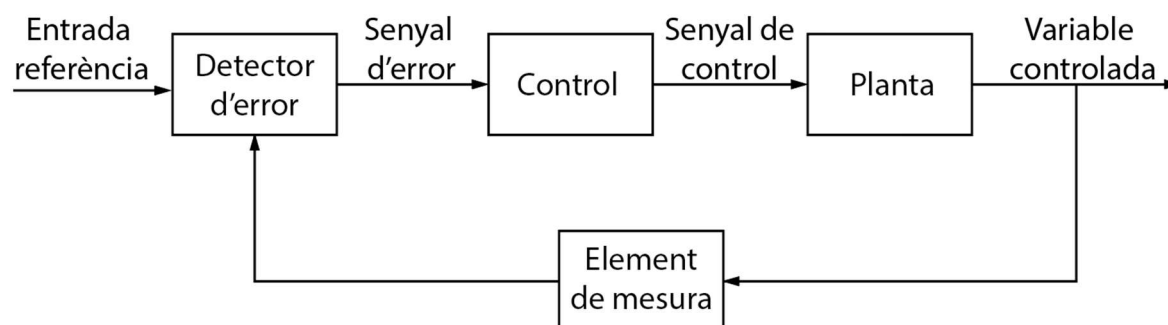 Entrada
referència
Detector
d'error
Senyal
d'error
Control
Senyal de
control
Planta
Variable
controlada
Element
de mesura